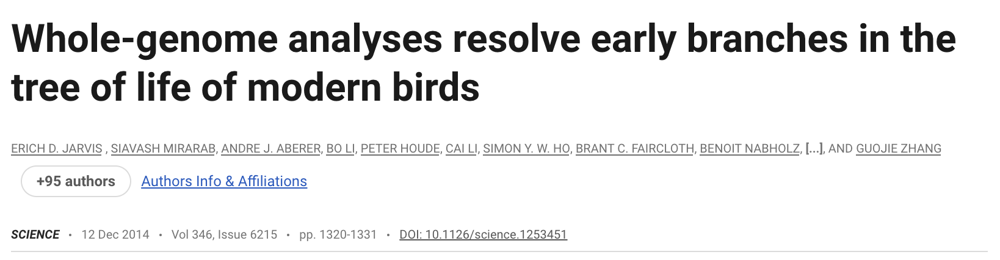 Whole-genome analyses resolve early branches in the
tree of life of modern birds
ERICH D. JARVIS , SIAVASH MIRARAB, ANDRE J. ABERER, BO LI, PETER HOUDE, CAI LI, SIMON Y. W. HO, BRANT C. FAIRCLOTH, BENOIT NABHOLZ, [...], AND GUOJIE ZHANG
+95 authors Authors Info & Affiliations
SCIENCE • 12 Dec 2014 • Vol 346, Issue 6215 • pp. 1320-1331 • DOI: 10.1126/science.1253451